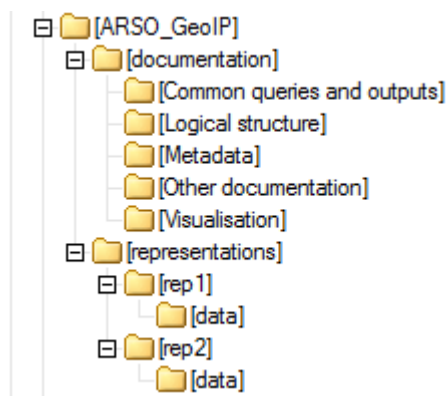 [ARSO_GeoIP]
[documentation]
[Common queries and outputs]
[Logical structure]
[Metadata]
[Other documentation]
[Visualisation]
[representations]
[rep1]
[data]
[rep2]
[data]